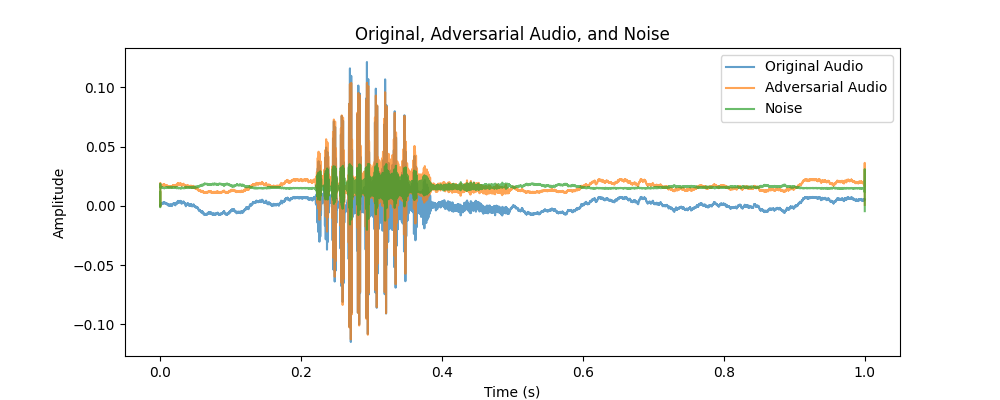 Original, Adversarial Audio, and Noise
Original Audio
Adversarial Audio
Noise
Amplitude
0.10
0.05
0.00
−0.05
−0.10
0.0 0.2 0.4 0.6 0.8 1.0
Time (s)